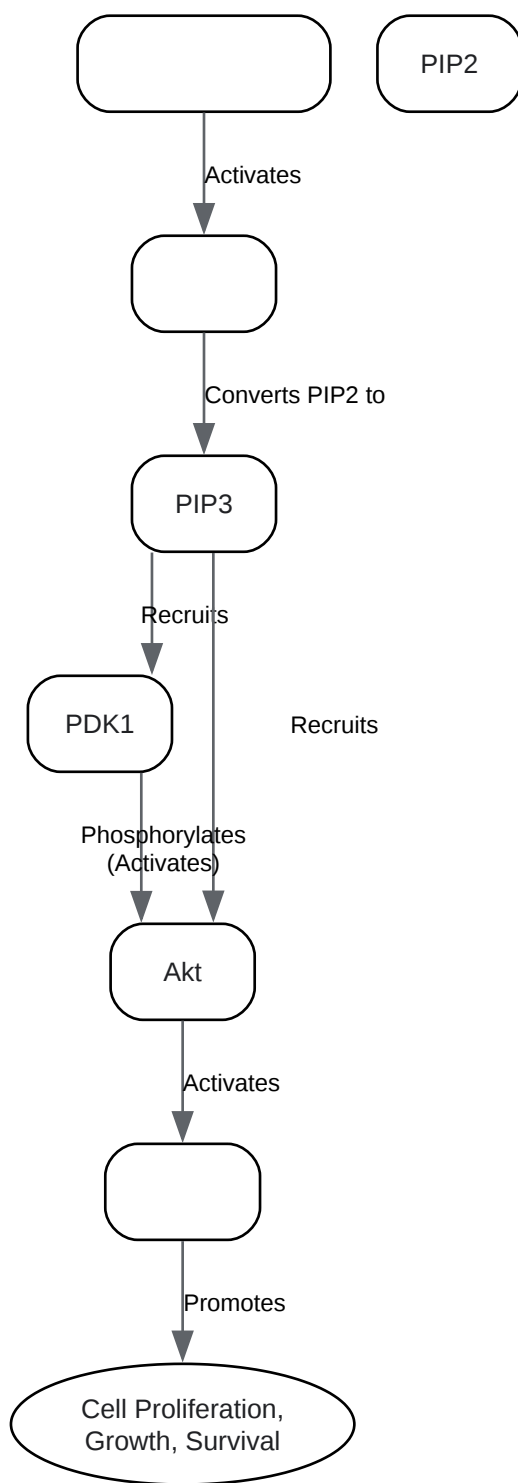 PIP2
Activates
Converts PIP2 to
PIP3
Recruits
PDK1
Recruits
Phosphorylates
(Activates)
Akt
Activates
Promotes
Cell Proliferation,
Growth, Survival